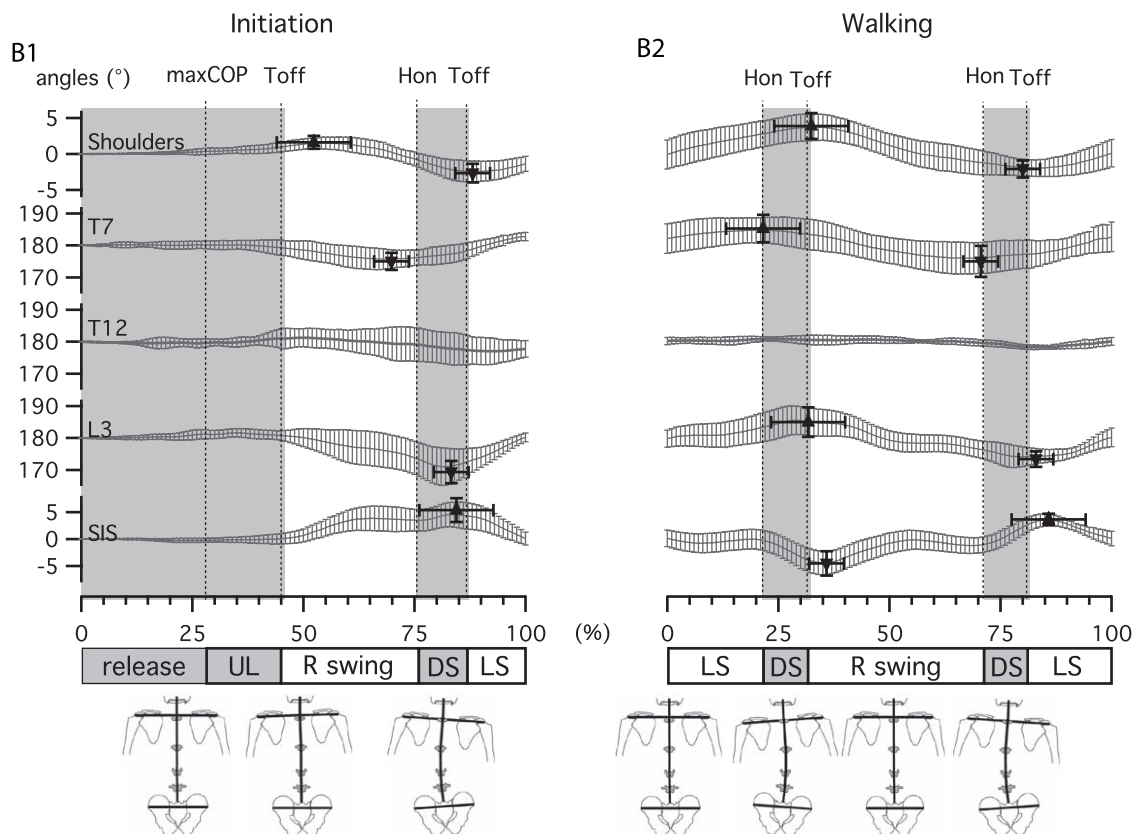 Initiation
Walking
B1
B2
angles (°) maxCOP Toff Hon Toff
Hon Toff Hon Toff
5
Shoulders
0
-5
190
T7
180
170
190
T12
180
170
190
L3
180
170
5
SIS
0
-5
0 25 50 75 100 (%) 0 25 50 75 100
release UL R swing DS LS
LS DS R swing DS LS